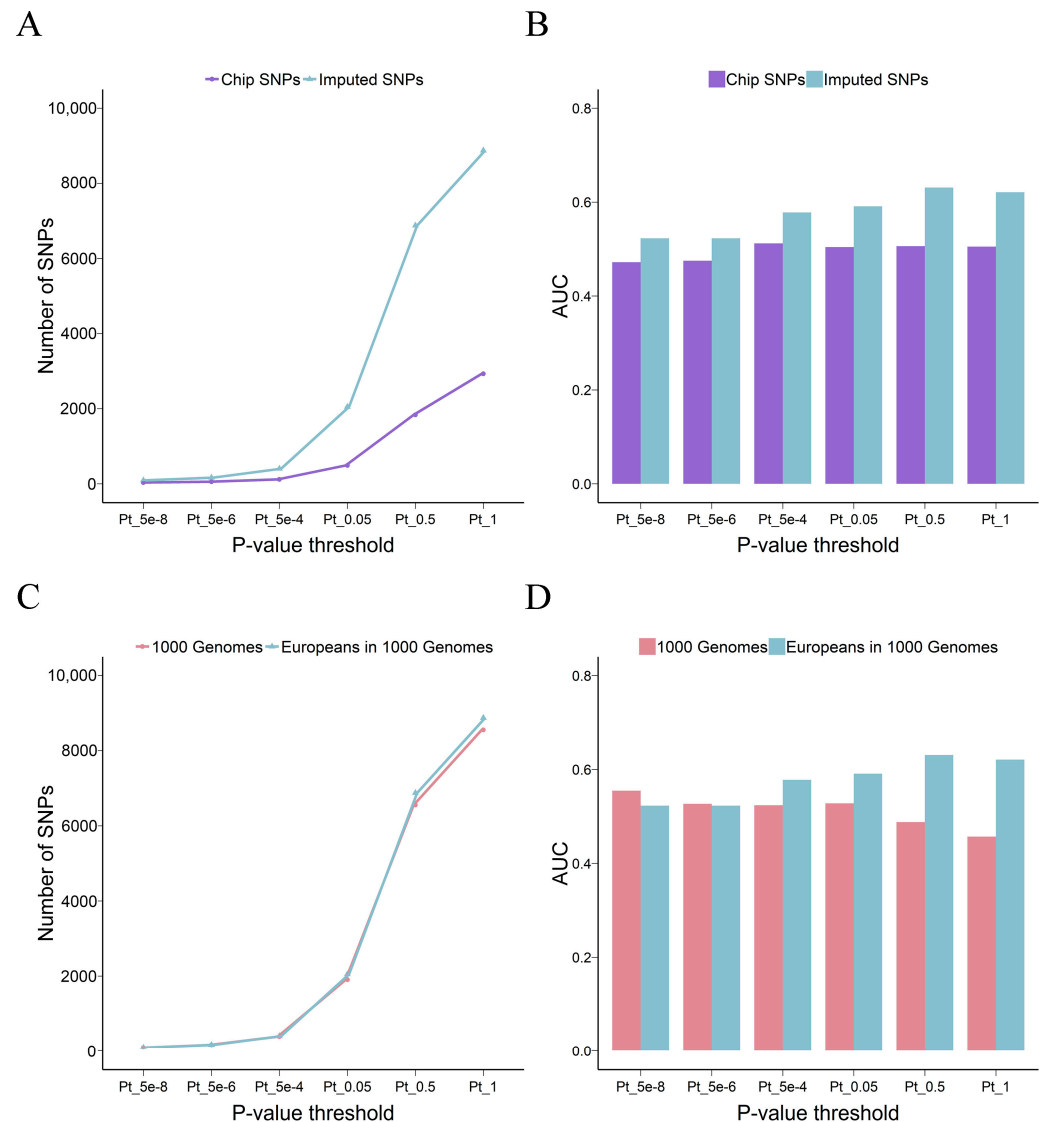 A
Chip SNPs Imputed SNPs
10,000
8000
6000
4000
2000
0
Number of SNPs
Pt_5e-8 Pt_5e-6 Pt_5e-4 Pt_0.05 Pt_0.5 Pt_1
P-value threshold
B
Chip SNPs Imputed SNPs
0.8
0.6
0.4
0.2
0.0
AUC
Pt_5e-8 Pt_5e-6 Pt_5e-4 Pt_0.05 Pt_0.5 Pt_1
P-value threshold
C
1000 Genomes Europeans in 1000 Genomes
10,000
8000
6000
4000
2000
0
Number of SNPs
Pt_5e-8 Pt_5e-6 Pt_5e-4 Pt_0.05 Pt_0.5 Pt_1
P-value threshold
D
1000 Genomes Europeans in 1000 Genomes
0.8
0.6
0.4
0.2
0.0
AUC
Pt_5e-8 Pt_5e-6 Pt_5e-4 Pt_0.05 Pt_0.5 Pt_1
P-value threshold